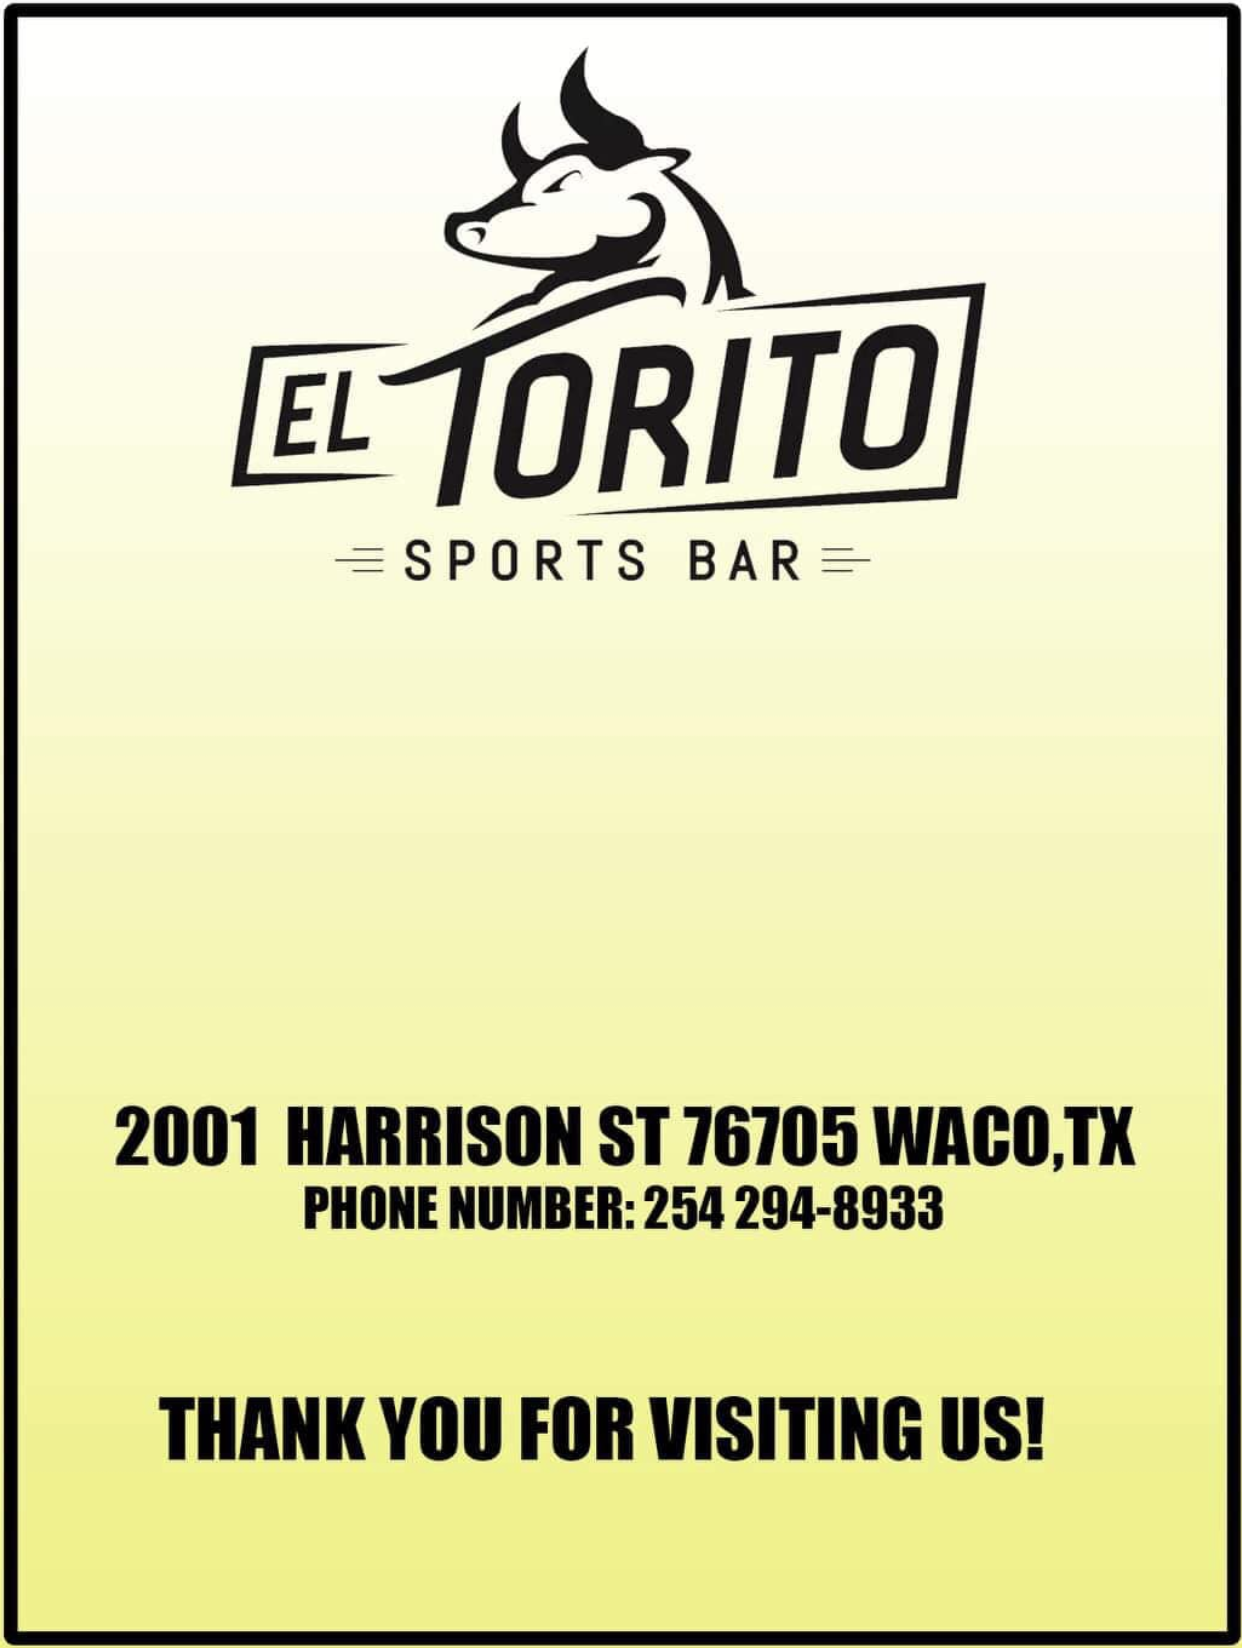 EL TORITO
SPORTS BAR
2001 HARRISON ST 76705 WACO,TX
PHONE NUMBER: 254 294-8933
THANK YOU FOR VISITING US!